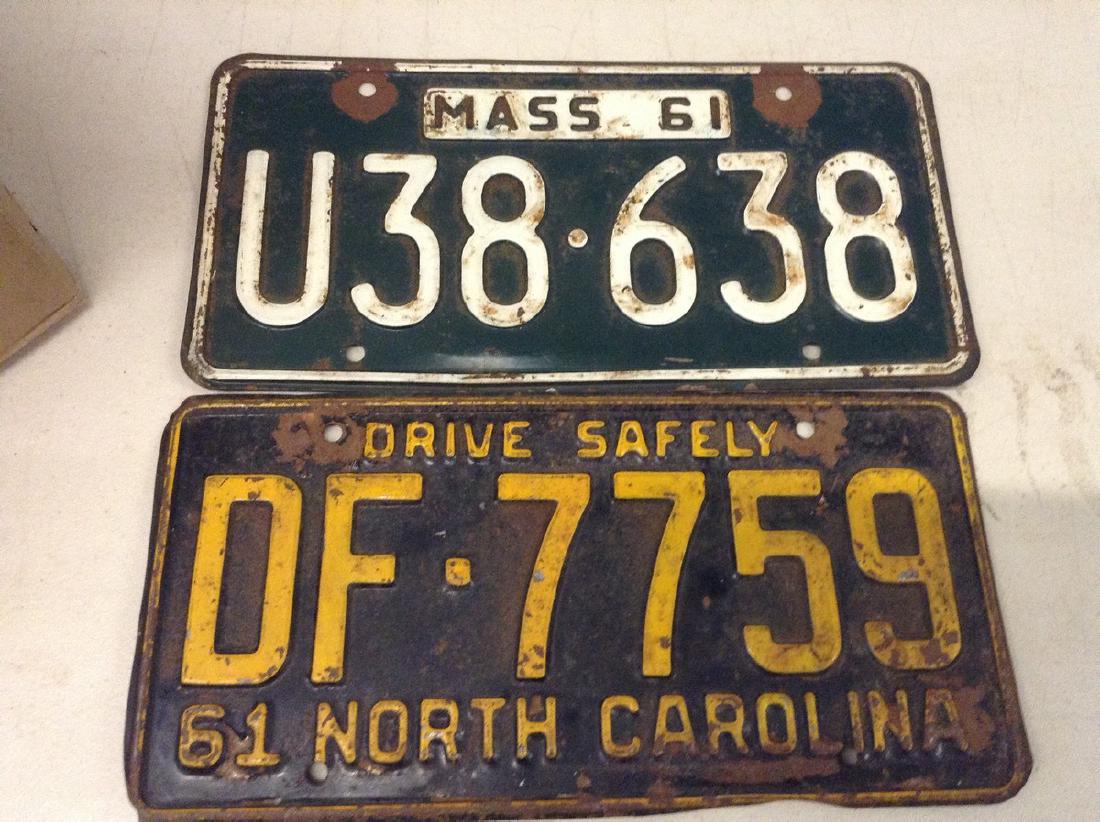 MASS 61
U38·638
DRIVE SAFELY
DF·7759
61 NORTH CAROLINA